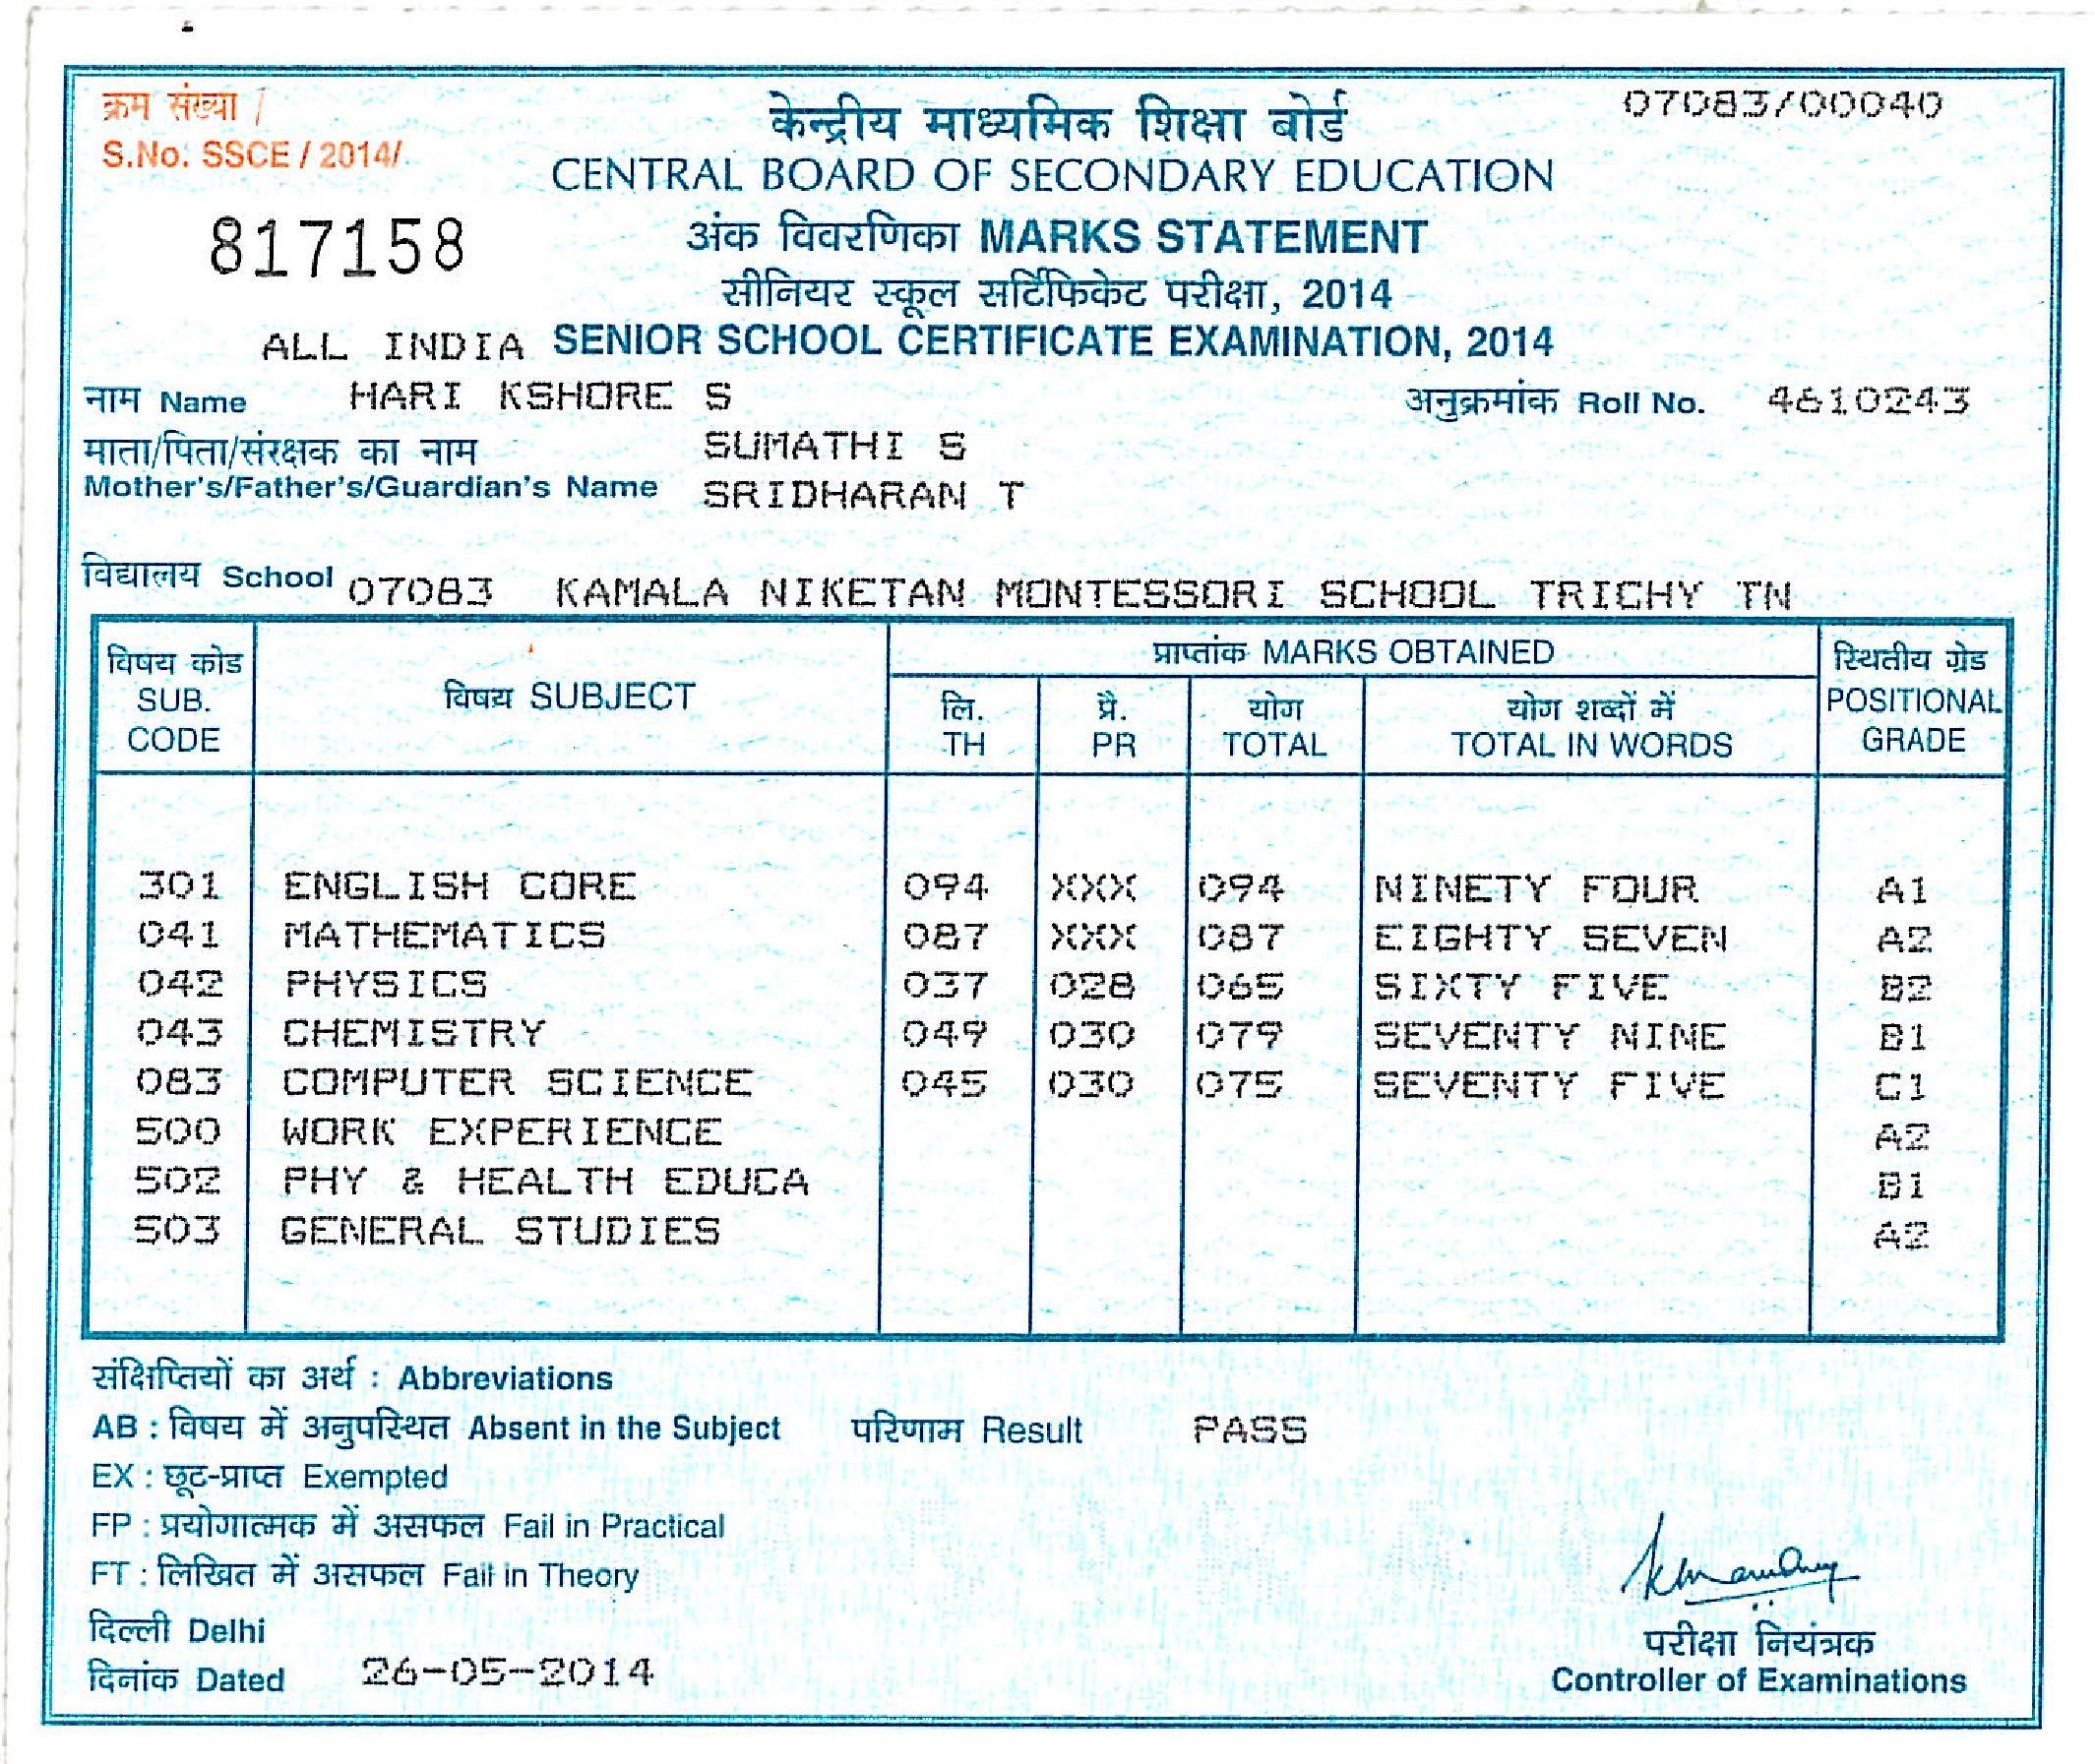 क्रम संख्या /
S.No. SSCE / 2014/
817158
07083/00040
केन्द्रीय माध्यमिक शिक्षा बोर्ड
CENTRAL BOARD OF SECONDARY EDUCATION
अंक विवरणिका MARKS STATEMENT
सीनियर स्कूल सर्टिफिकेट परीक्षा, 2014
ALL INDIA SENIOR SCHOOL CERTIFICATE EXAMINATION, 2014
नाम Name HARI KSHORE S अनुक्रमांक Roll No. 4610243
माता/पिता/संरक्षक का नाम SUMATHI S
Mother's/Father's/Guardian's Name SRIDHARAN T
विद्यालय School 07083 KAMALA NIKETAN MONTESSORI SCHOOL TRICHY TN
विषय कोड SUB. CODE विषय SUBJECT प्राप्तांक MARKS OBTAINED स्थितीय ग्रेड POSITIONAL GRADE
लि. TH प्रै. PR योग TOTAL योग शब्दों में TOTAL IN WORDS
301 ENGLISH CORE 094 XXX 094 NINETY FOUR A1
041 MATHEMATICS 087 XXX 087 EIGHTY SEVEN A2
042 PHYSICS 037 028 065 SIXTY FIVE B2
043 CHEMISTRY 049 030 079 SEVENTY NINE B1
083 COMPUTER SCIENCE 045 030 075 SEVENTY FIVE C1
500 WORK EXPERIENCE A2
502 PHY & HEALTH EDUCA B1
503 GENERAL STUDIES A2
संक्षिप्तियों का अर्थ : Abbreviations
AB : विषय में अनुपस्थित Absent in the Subject परिणाम Result PASS
EX : छूट-प्राप्त Exempted
FP : प्रयोगात्मक में असफल Fail in Practical
FT : लिखित में असफल Fail in Theory
दिल्ली Delhi
दिनांक Dated 26-05-2014
परीक्षा नियंत्रक
Controller of Examinations